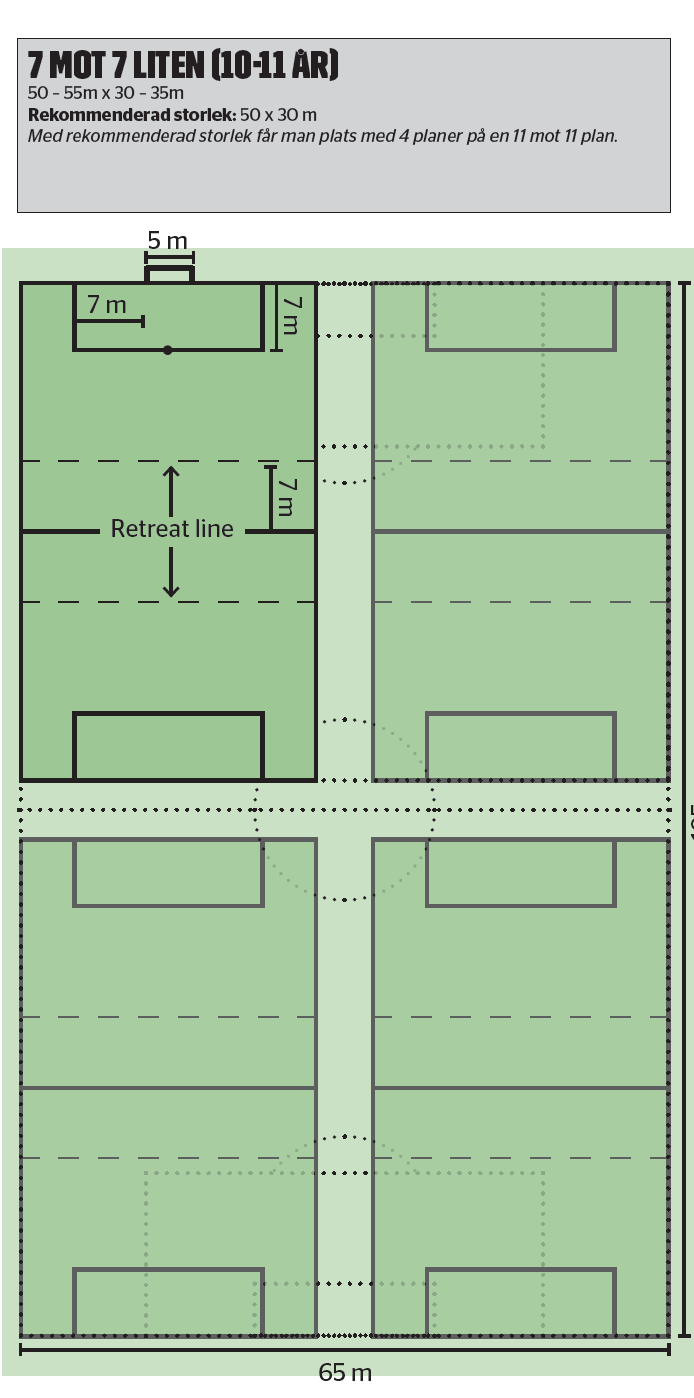 7 MOT 7 LITEN (10-11 ÅR)
50 – 55m x 30 – 35m
Rekommenderad storlek: 50 x 30 m
Med rekommenderad storlek får man plats med 4 planer på en 11 mot 11 plan.
5 m
7 m
7 m
7 m
Retreat line
65 m